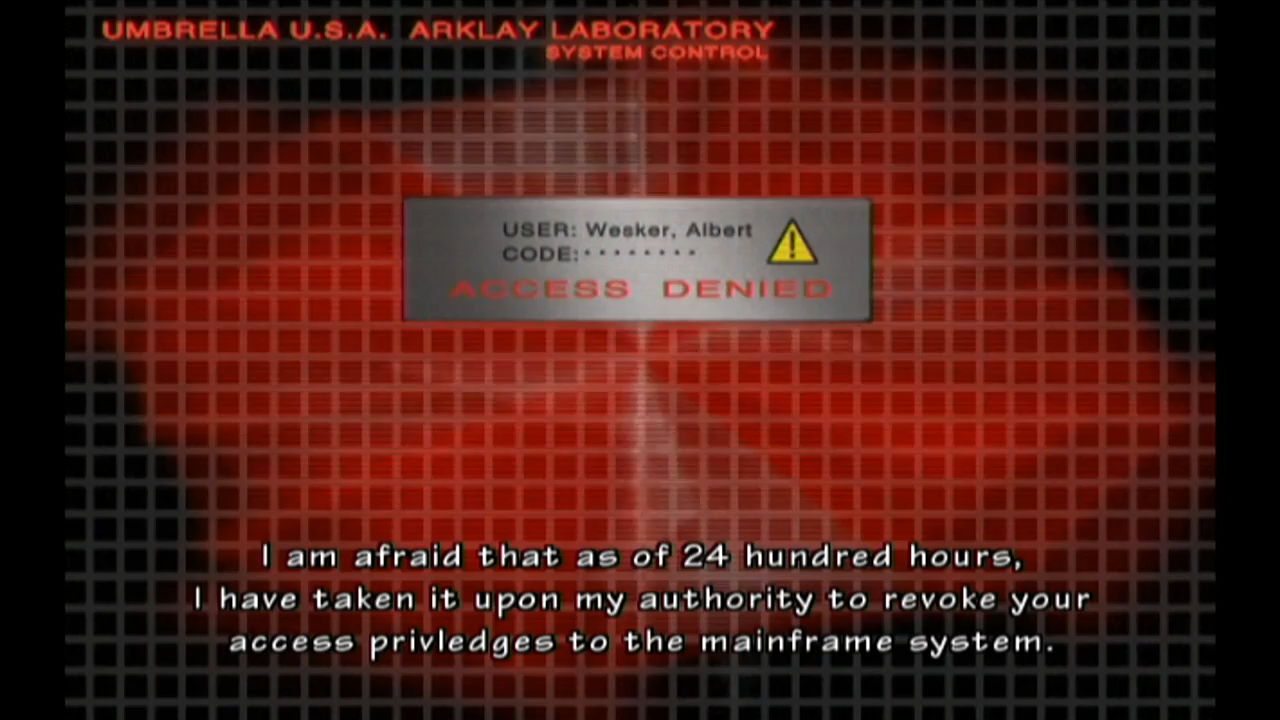 UMBRELLA U.S.A. ARKLAY LABORATORY
SYSTEM CONTROL
USER: Wesker, Albert
CODE:········
ACCESS DENIED
I am afraid that as of 24 hundred hours,
I have taken it upon my authority to revoke your
access privledges to the mainframe system.